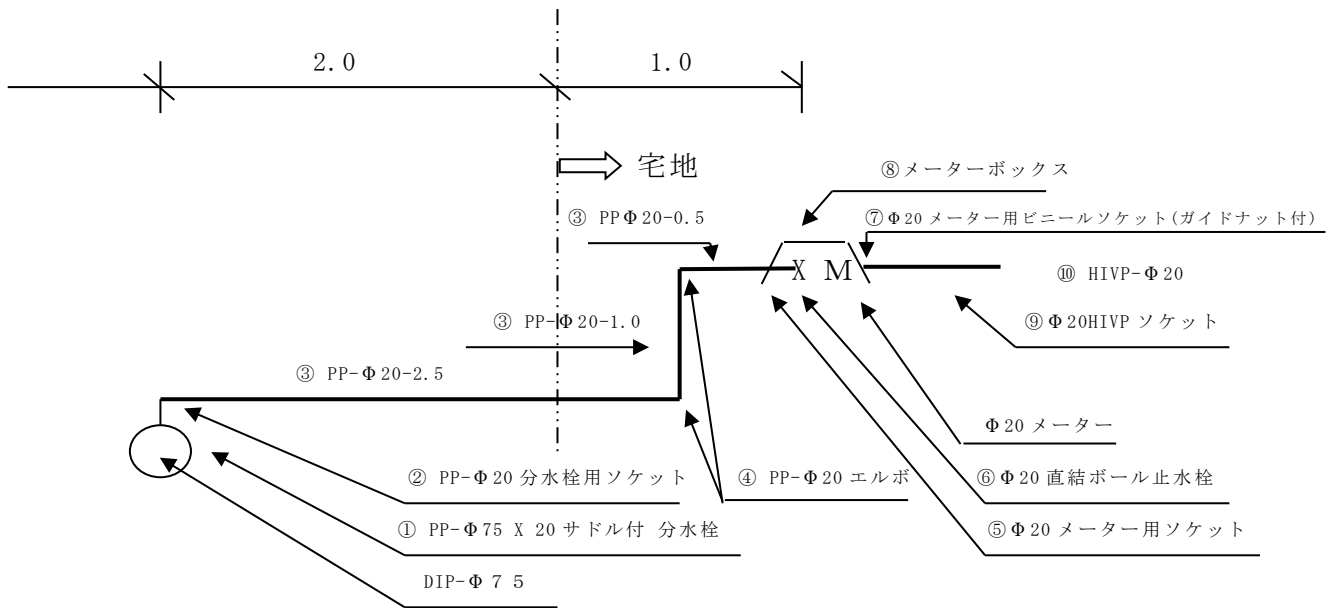 2.0
1.0
宅地
⑧メーターボックス
③ PPΦ20-0.5
⑦Φ20 メーター用ビニールソケット(ガイドナット付)
X M
⑩ HIVP-Φ20
③ PP-Φ20-1.0
⑨Φ20HIVP ソケット
③ PP-Φ20-2.5
Φ20 メーター
② PP-Φ20 分水栓用ソケット
④ PP-Φ20 エルボ
⑥Φ20 直結ボール止水栓
① PP-Φ75 X 20 サドル付 分水栓
⑤Φ20 メーター用ソケット
DIP-Φ７５